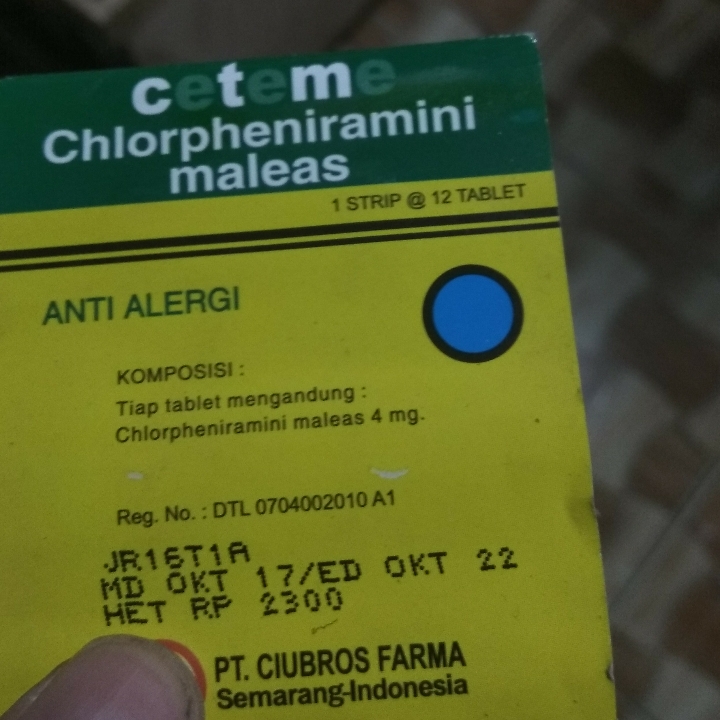 ceteme
Chlorpheniramini
maleas
1 STRIP @ 12 TABLET
ANTI ALERGI
KOMPOSISI :
Tiap tablet mengandung :
Chlorpheniramini maleas 4 mg.
Reg. No. : DTL 0704002010 A1
JR16T1A
MD OKT 17/ED OKT 22
HET RP 2300
PT. CIUBROS FARMA
Semarang-Indonesia